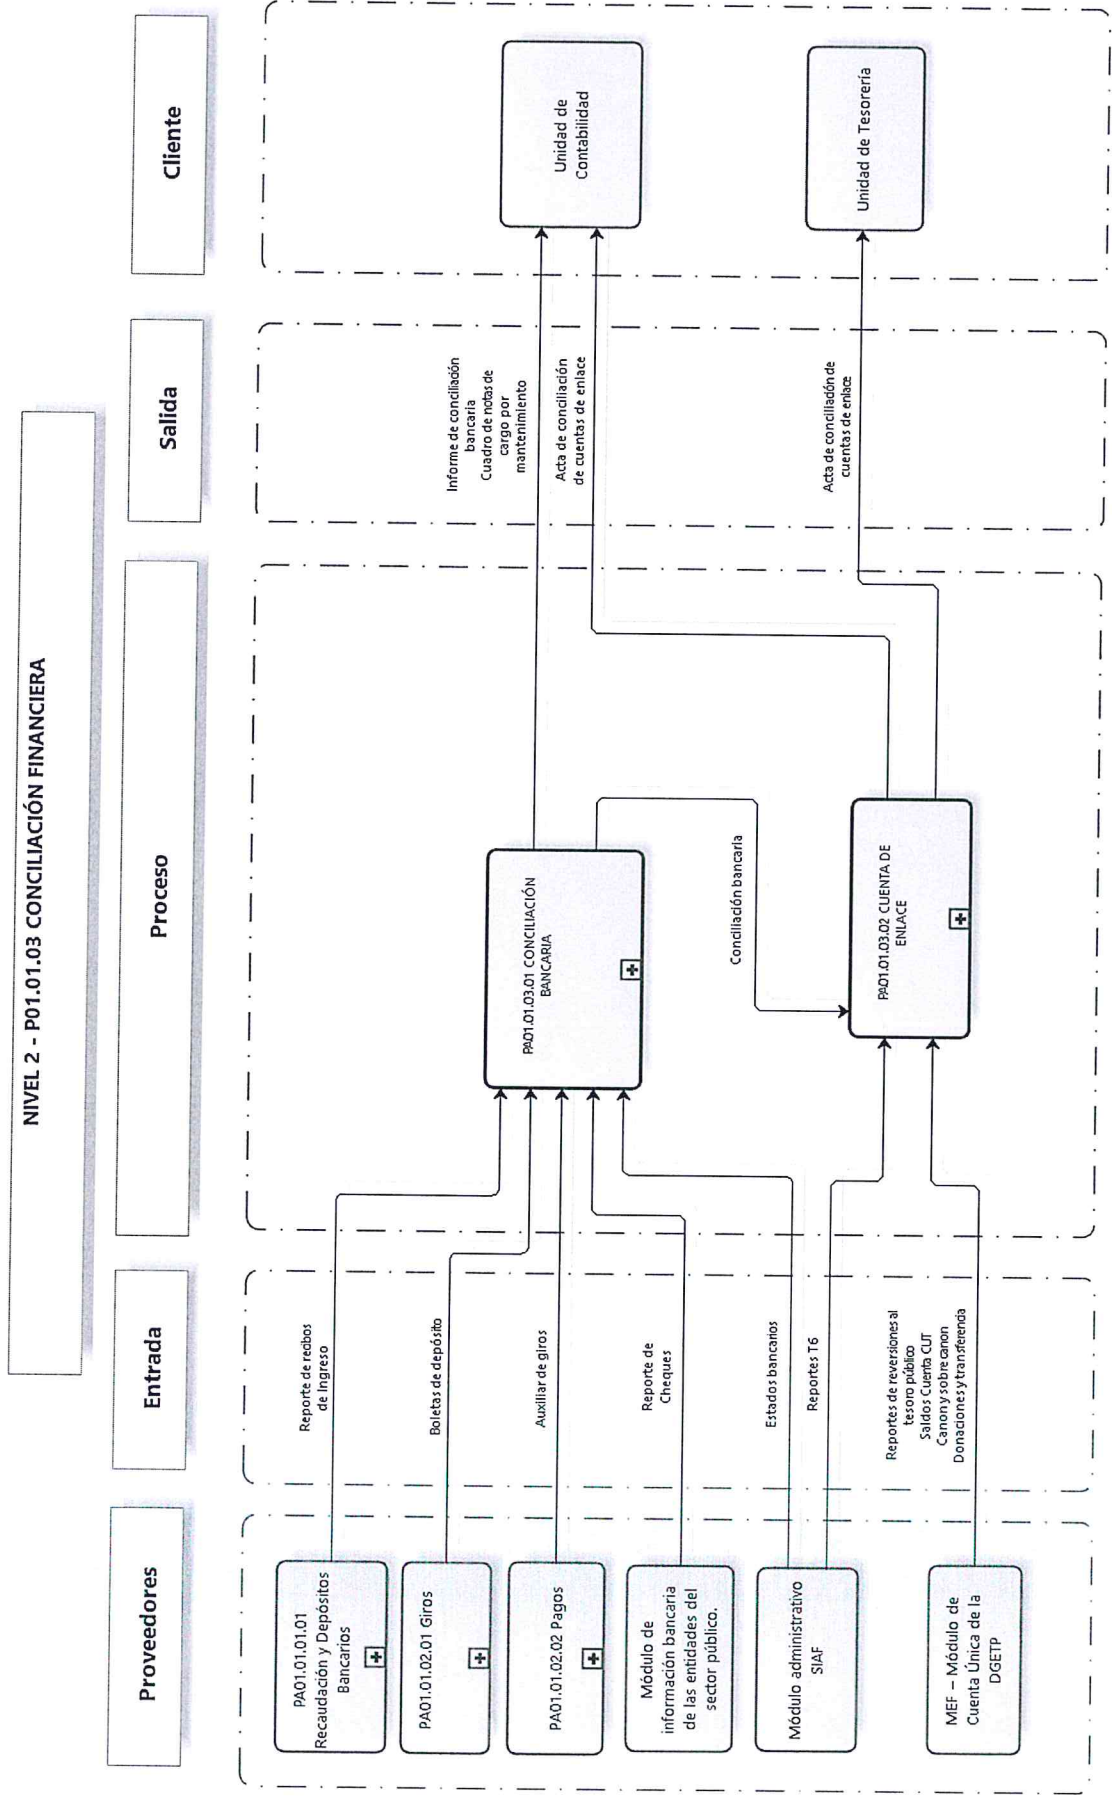 NIVEL 2 - P01.01.03 CONCILIACIÓN FINANCIERA
Proveedores
Entrada
Proceso
Salida
Cliente
PA01.01.01.01
Recaudación y Depósitos
Bancarios
PA01.01.02.01 Giros
PA01.01.02.02 Pagos
Módulo de
información bancaria
de las entidades del
sector público.
Módulo administrativo
SIAF
MEF – Módulo de
Cuenta Única de la
DGETP
Reporte de recibos
de Ingreso
Boletas de depósito
Auxiliar de giros
Reporte de
Cheques
Estados bancarios
Reportes T6
Reportes de reversiones al
tesoro público
Saldos Cuenta CUT
Canon y sobrecanon
Donaciones y transferenda
PA01.01.03.01 CONCILIACIÓN
BANCARIA
Conciliación bancaria
PA01.01.03.02 CUENTA DE
ENLACE
Informe de conciliación
bancaria
Cuadro de notas de
cargo por
mantenimiento
Acta de conciliación
de cuentas de enlace
Acta de conciliación de
cuentas de enlace
Unidad de
Contabilidad
Unidad de Tesorería